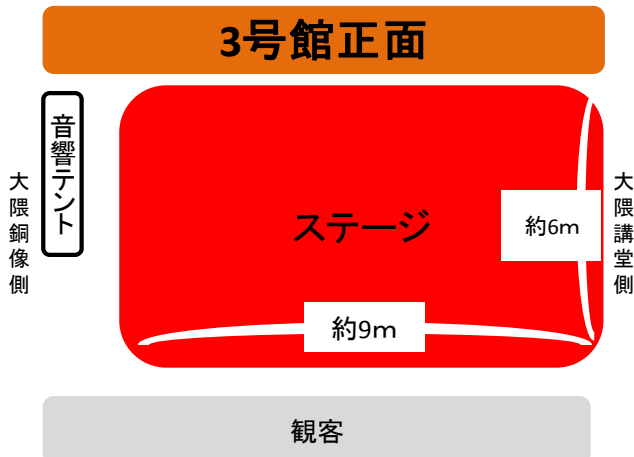 3号館正面
音響テント
大隈銅像側
ステージ
約6m
大隈講堂側
約9m
観客